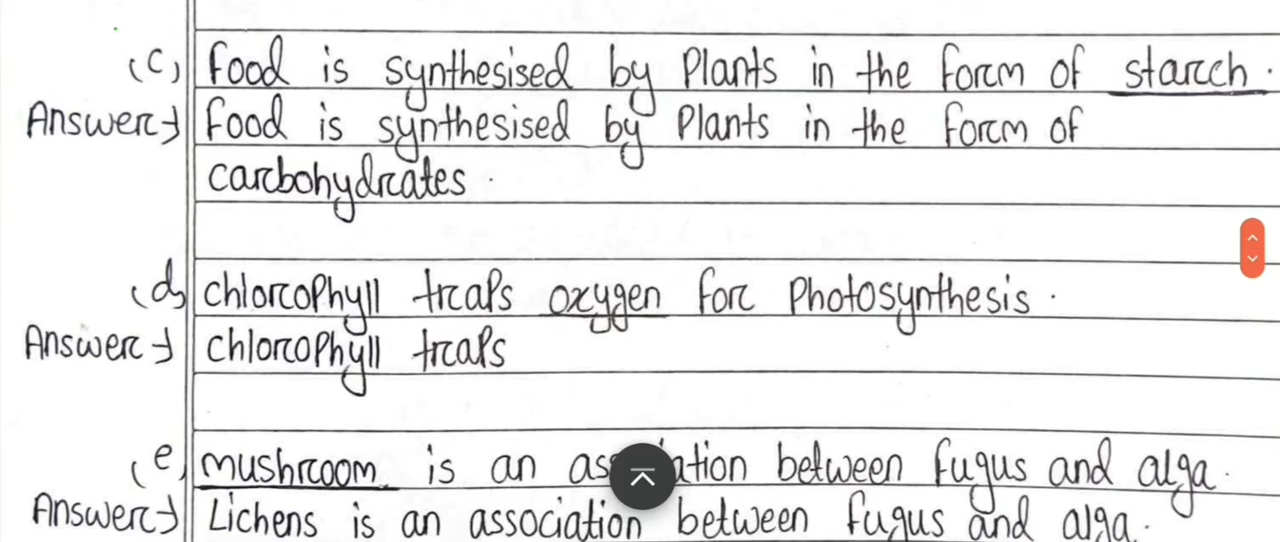 (c) Food is synthesised by Plants in the form of starch.
Answer → Food is synthesised by Plants in the form of
carbohydrates.
(d) chlorophyll traps oxygen for Photosynthesis.
Answer → chlorophyll traps
(e) mushroom is an between fugus and alga.
Answer → Lichens is an association between fugus and alga.